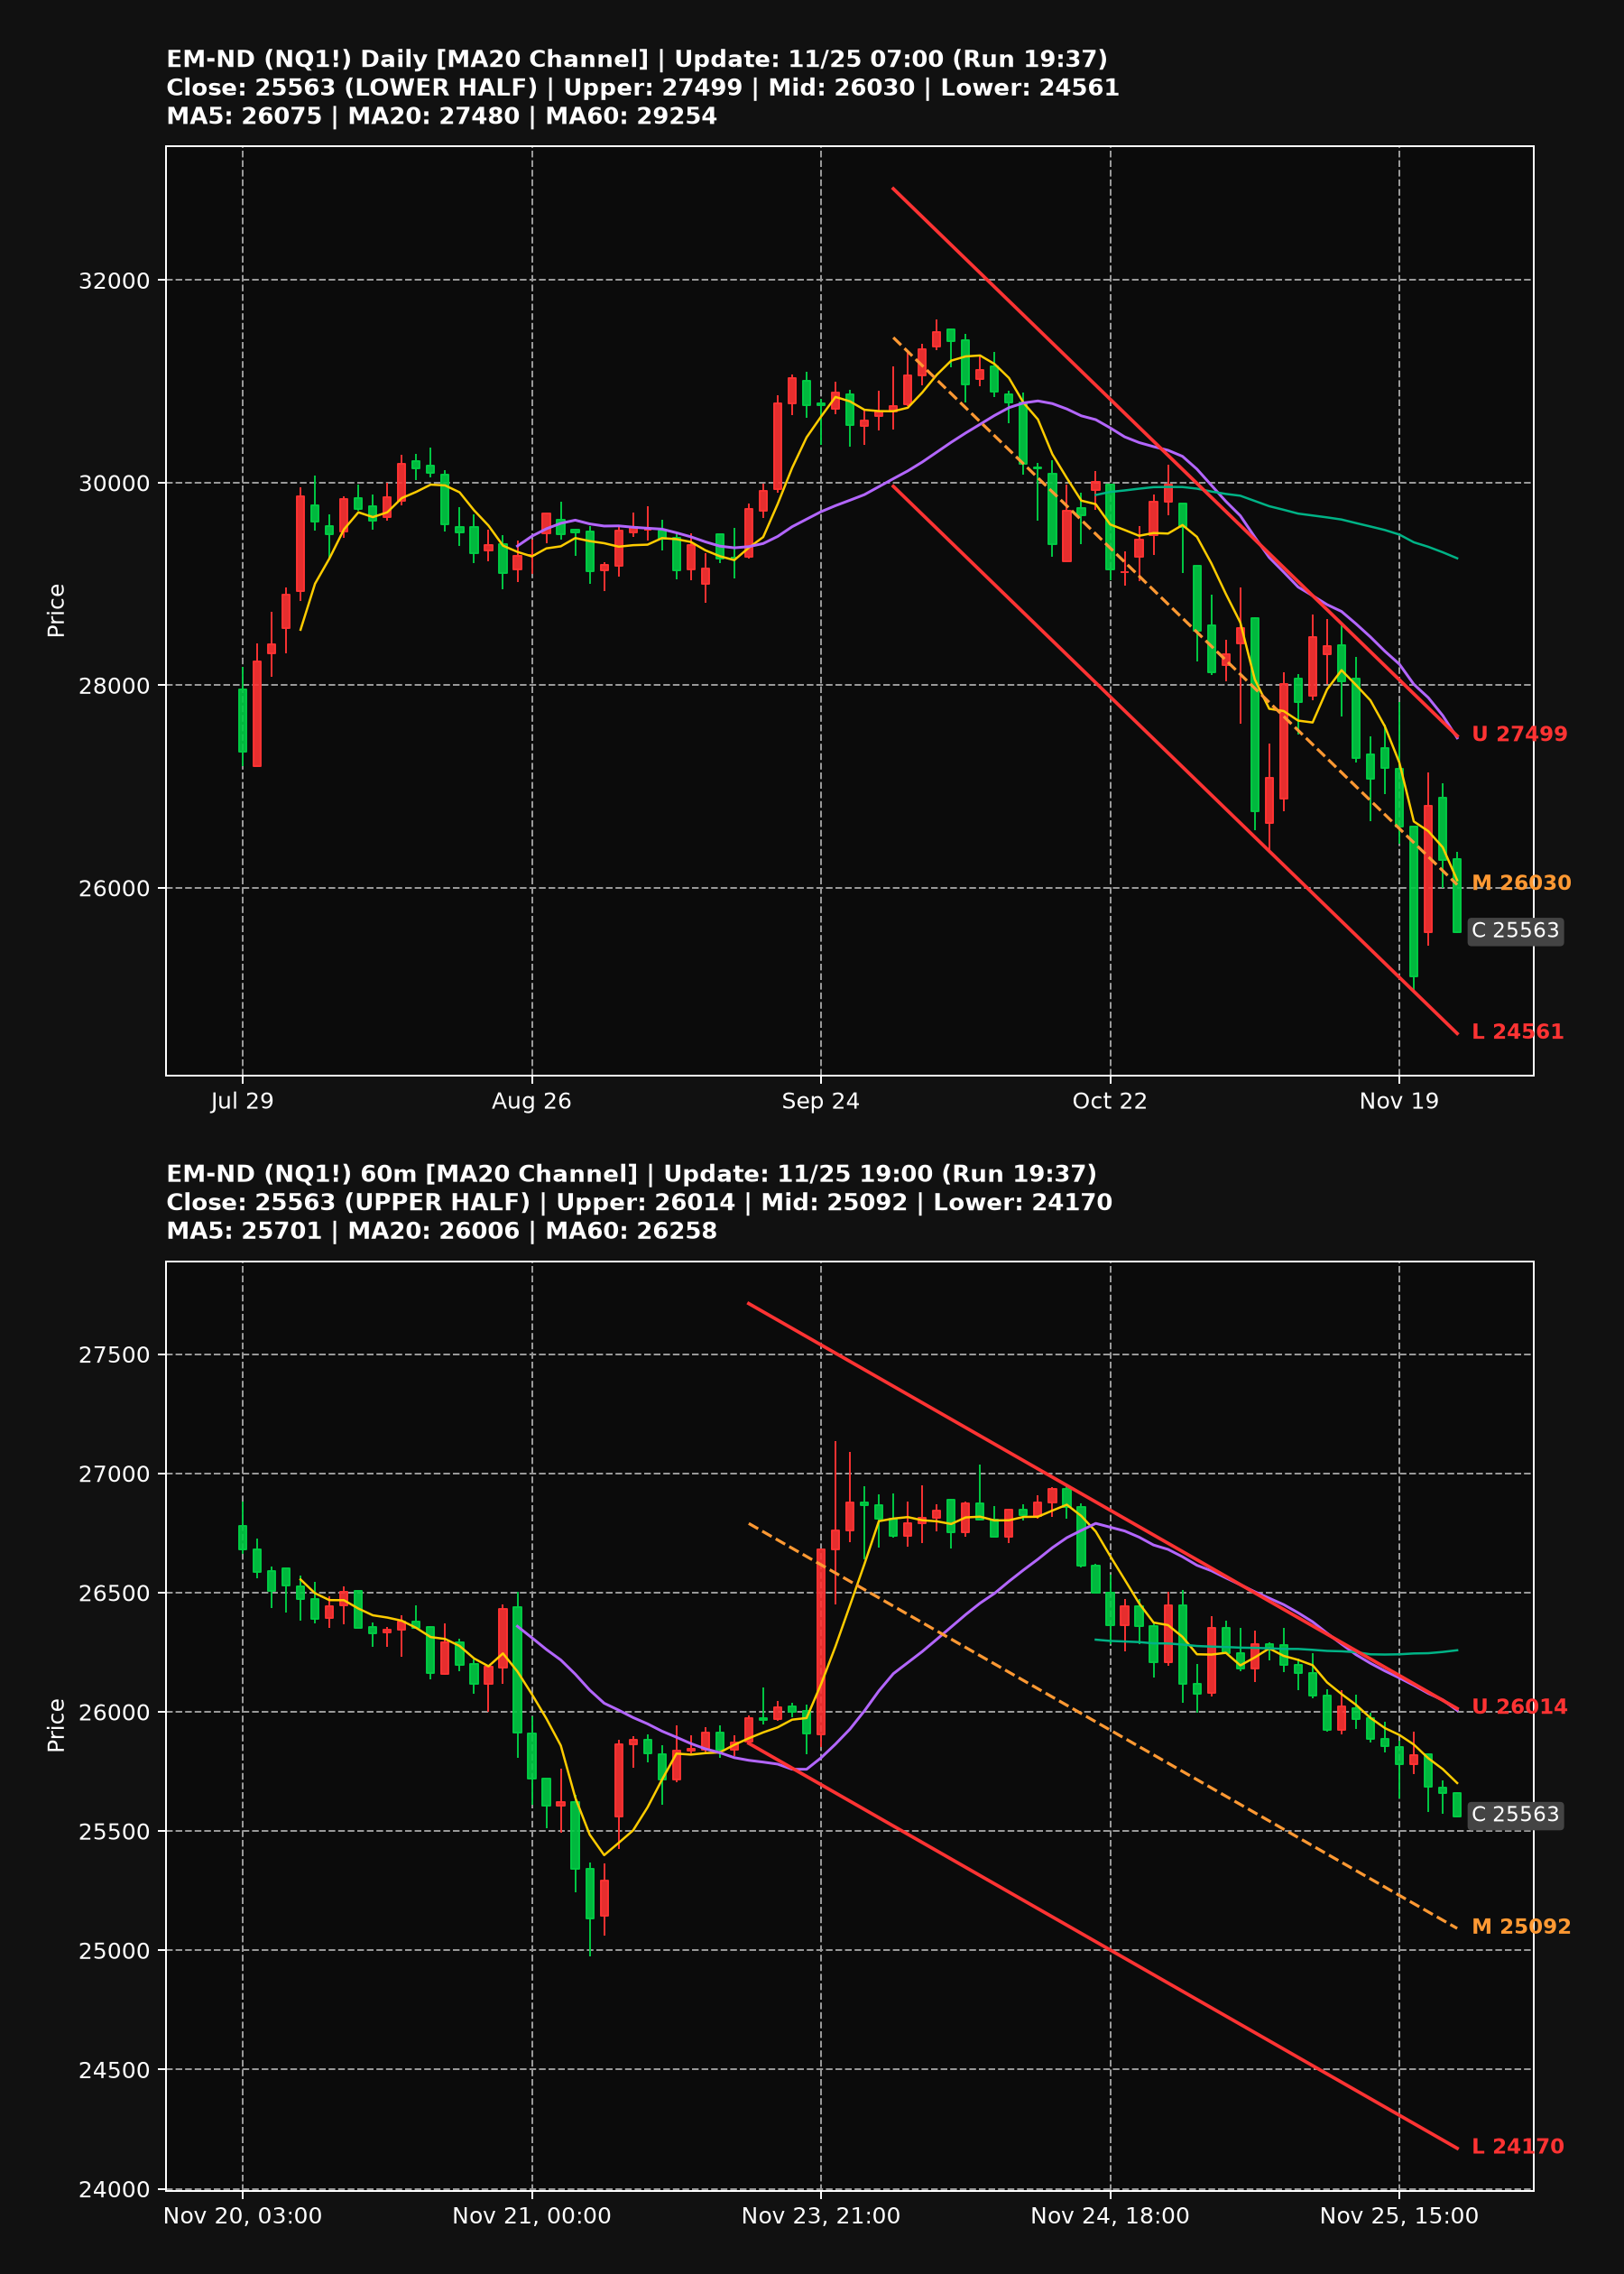 EM-ND (NQ1!) Daily [MA20 Channel] | Update: 11/25 07:00 (Run 19:37)
Close: 25563 (LOWER HALF) | Upper: 27499 | Mid: 26030 | Lower: 24561
MA5: 26075 | MA20: 27480 | MA60: 29254
32000
30000
Price
28000
U 27499
26000
M 26030
C 25563
L 24561
Jul 29
Aug 26
Sep 24
Oct 22
Nov 19
EM-ND (NQ1!) 60m [MA20 Channel] | Update: 11/25 19:00 (Run 19:37)
Close: 25563 (UPPER HALF) | Upper: 26014 | Mid: 25092 | Lower: 24170
MA5: 25701 | MA20: 26006 | MA60: 26258
27500
27000
26500
26000
U 26014
Price
C 25563
25500
M 25092
25000
24500
L 24170
24000
Nov 20, 03:00
Nov 21, 00:00
Nov 23, 21:00
Nov 24, 18:00
Nov 25, 15:00